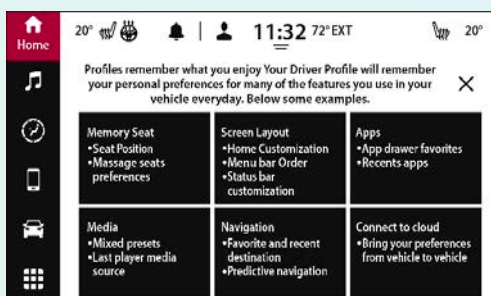 Home
20°
11:32 72°EXT
20°
Profiles remember what you enjoy Your Driver Profile will remember
your personal preferences for many of the features you use in your
vehicle everyday. Below some examples.
Memory Seat
•Seat Position
•Massage seats
preferences
Screen Layout
•Home Customization
•Menu bar Order
•Status bar
customization
Apps
•App drawer favorites
•Recents apps
Media
•Mixed presets
•Last player media
source
Navigation
•Favorite and recent
destination
•Predictive navigation
Connect to cloud
•Bring your preferences
from vehicle to vehicle